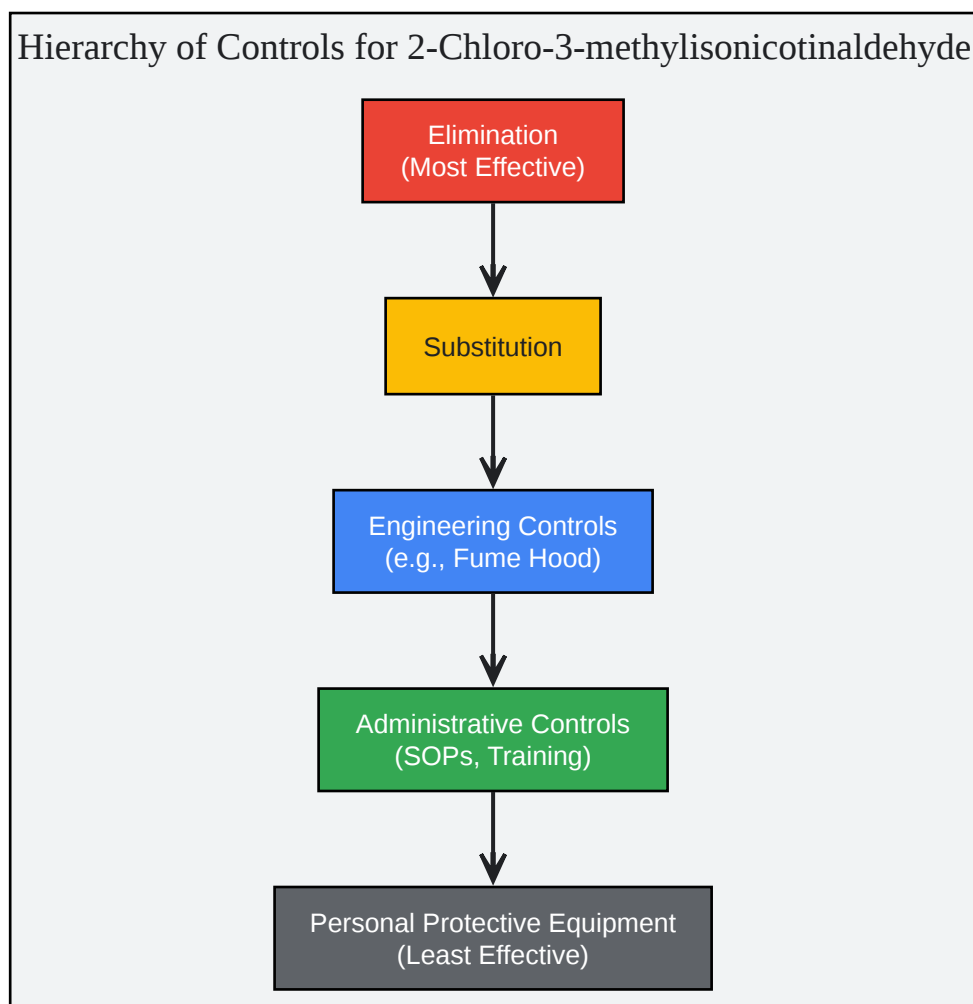 Hierarchy of Controls for 2-Chloro-3-methylisonicotinaldehyde
Elimination
(Most Effective)
Substitution
Engineering Controls
(e.g., Fume Hood)
Administrative Controls
(SOPs, Training)
Personal Protective Equipment
(Least Effective)